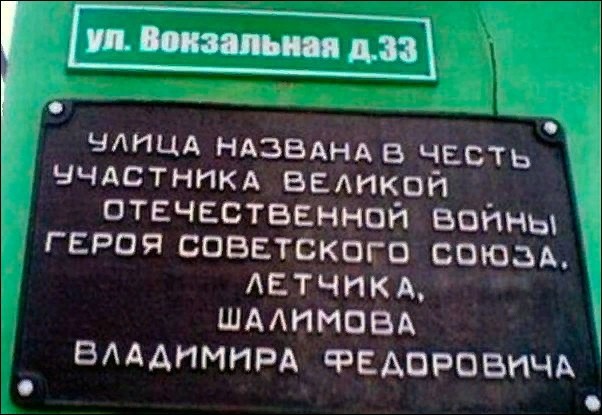 ул. Вокзальная д.33
УЛИЦА НАЗВАНА В ЧЕСТЬ
УЧАСТНИКА ВЕЛИКОЙ
ОТЕЧЕСТВЕННОЙ ВОЙНЫ
ГЕРОЯ СОВЕТСКОГО СОЮЗА.
ЛЕТЧИКА,
ШАЛИМОВА
ВЛАДИМИРА ФЕДОРОВИЧА